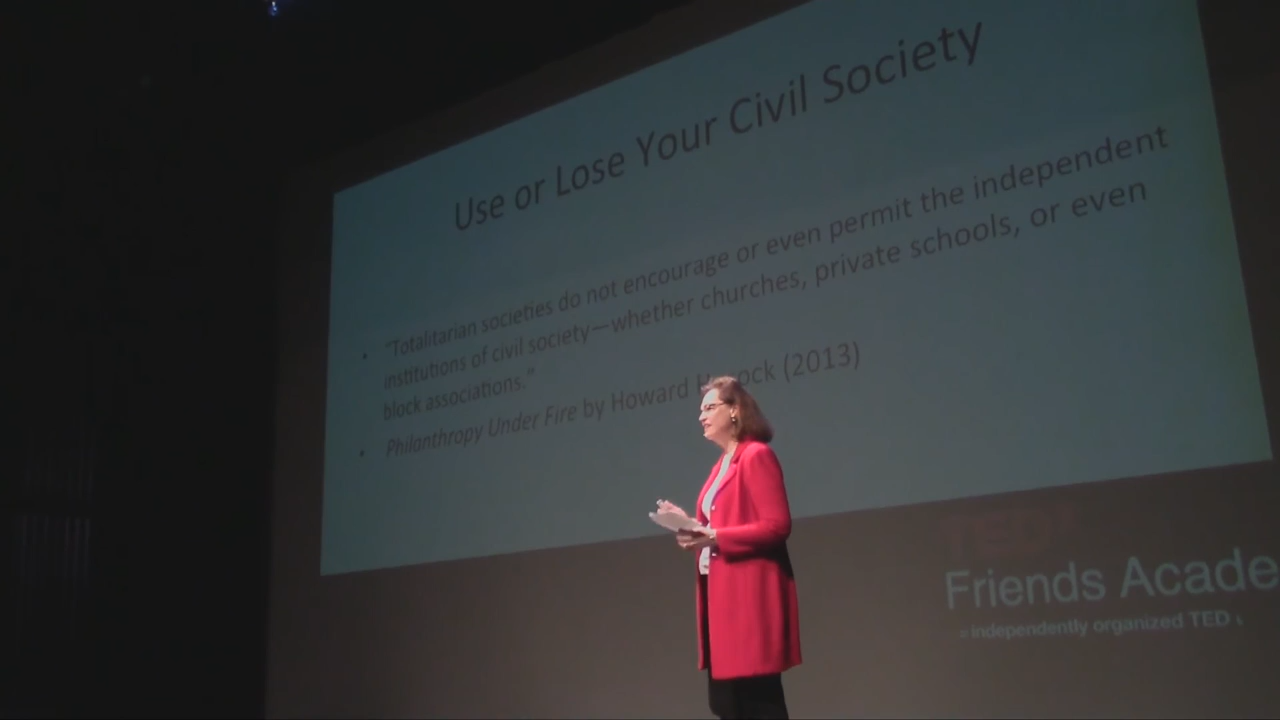 Use or Lose Your Civil Society
• "Totalitarian societies do not encourage or even permit the independent
institutions of civil society—whether churches, private schools, or even
block associations."
• Philanthropy Under Fire by Howard (2013)
TEDx
Friends Acade
= independently organized TED